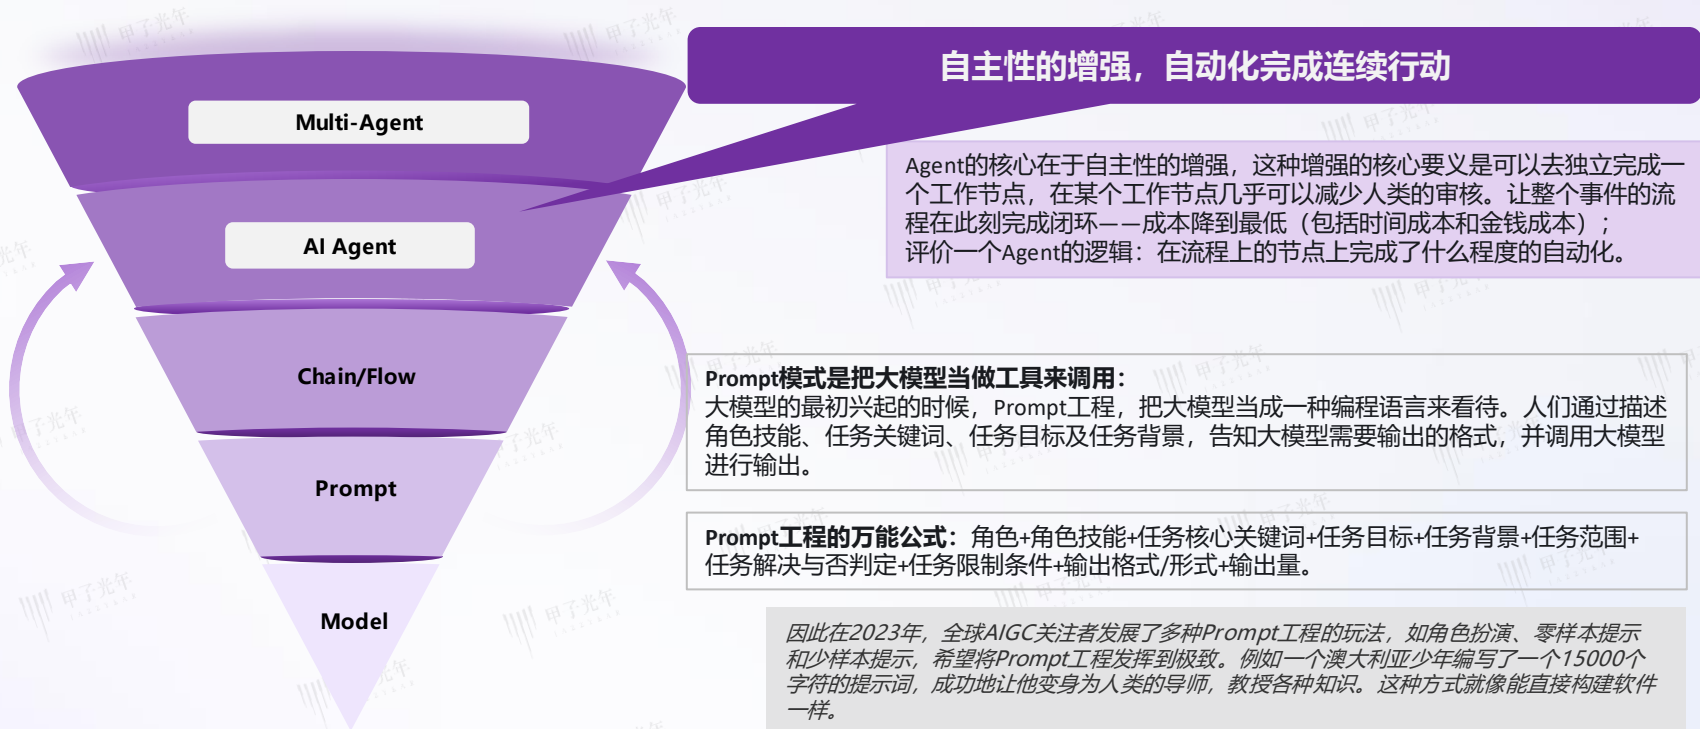 自主性的增强，自动化完成连续行动
Multi-Agent
AI Agent
Chain/Flow
Prompt
Model
Agent的核心在于自主性的增强，这种增强的核心要义是可以去独立完成一
个工作节点，在某个工作节点几乎可以减少人类的审核。让整个事件的流
程在此刻完成闭环——成本降到最低（包括时间成本和金钱成本）；
评价一个Agent的逻辑：在流程上的节点上完成了什么程度的自动化。
Prompt模式是把大模型当做工具来调用：
大模型的最初兴起的时候，Prompt工程，把大模型当成一种编程语言来看待。人们通过描述
角色技能、任务关键词、任务目标及任务背景，告知大模型需要输出的格式，并调用大模型
进行输出。
Prompt工程的万能公式：角色+角色技能+任务核心关键词+任务目标+任务背景+任务范围+
任务解决与否判定+任务限制条件+输出格式/形式+输出量。
因此在2023年，全球AIGC关注者发展了多种Prompt工程的玩法，如角色扮演、零样本提示
和少样本提示，希望将Prompt工程发挥到极致。例如一个澳大利亚少年编写了一个15000个
字符的提示词，成功地让他变身为人类的导师，教授各种知识。这种方式就像能直接构建软件
一样。
甲子光年